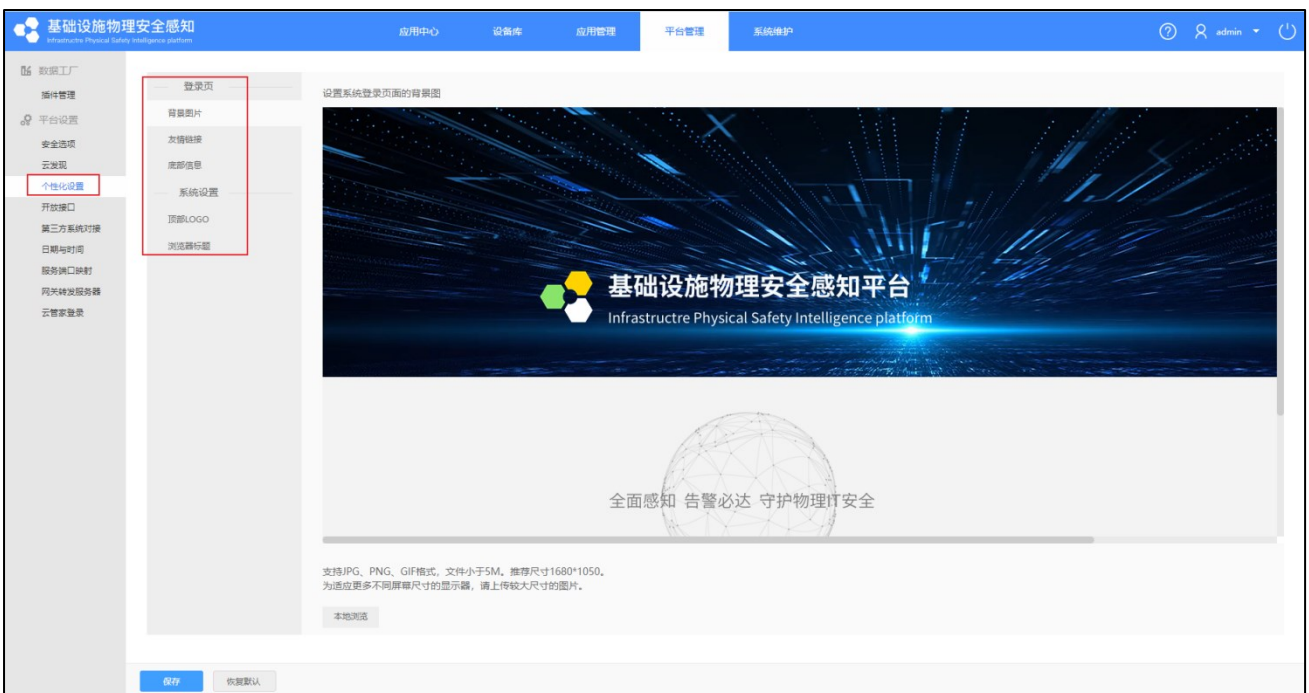 基础设施物理安全感知
Infrastructre Physical Safety Intelligence platform
应用中心 设备库 应用管理 平台管理 系统维护
admin
数据工厂
插件管理
平台设置
安全选项
云发现
个性化设置
开放接口
第三方系统对接
日期与时间
服务端口映射
网关转发服务器
云管家登录
登录页
背景图片
友情链接
底部信息
系统设置
顶部LOGO
浏览器标题
设置系统登录页面的背景图
基础设施物理安全感知平台
Infrastructre Physical Safety Intelligence platform
全面感知 告警必达 守护物理IT安全
支持JPG、PNG、GIF格式，文件小于5M。推荐尺寸1680*1050。
为适应更多不同屏幕尺寸的显示器，请上传较大尺寸的图片。
本地浏览
保存 恢复默认